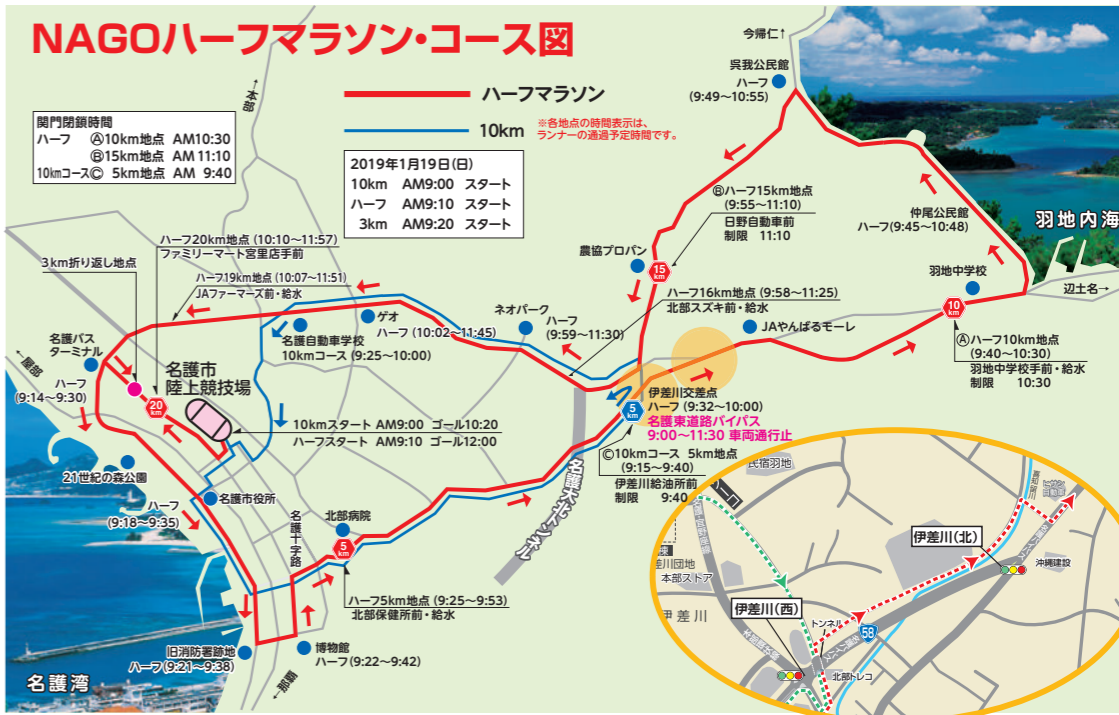 NAGOハーフマラソン・コース図
ハーフマラソン
10km
※各地点の時間表示は、
ランナーの通過予定時間です。
関門閉鎖時間
ハーフ Ⓐ10km地点 AM10:30
Ⓑ15km地点 AM11:10
10kmコースⒸ 5km地点 AM 9:40
2019年1月19日(日)
10km AM9:00 スタート
ハーフ AM9:10 スタート
3km AM9:20 スタート
←本部
今帰仁↑
呉我公民館
ハーフ
(9:49~10:55)
Ⓑハーフ15km地点
(9:55~11:10)
日野自動車前
制限 11:10
仲尾公民館
ハーフ(9:45~10:48)
羽地内海
羽地中学校
辺土名→
10
km
Ⓐハーフ10km地点
(9:40~10:30)
羽地中学校手前・給水
制限 10:30
農協プロパン
15
km
ハーフ16km地点 (9:58~11:25)
北部スズキ前・給水
JAやんばるモーレ
ネオパーク
ハーフ
(9:59~11:30)
ハーフ20km地点 (10:10~11:57)
ファミリーマート宮里店手前
3km折り返し地点
ハーフ19km地点 (10:07~11:51)
JAファーマーズ前・給水
ゲオ
ハーフ (10:02~11:45)
名護自動車学校
10kmコース (9:25~10:00)
名護バス
ターミナル
←屋部
ハーフ
(9:14~9:30)
20
km
名護市
陸上競技場
10kmスタート AM9:00 ゴール10:20
ハーフスタート AM9:10 ゴール12:00
5
km
伊差川交差点
ハーフ (9:32~10:00)
名護東道路バイパス
9:00~11:30 車両通行止
Ⓒ10kmコース 5km地点
(9:15~9:40)
伊差川給油所前
制限 9:40
名護大北トンネル
21世紀の森公園
名護市役所
ハーフ
(9:18~9:35)
名護十字路
北部病院
5
km
ハーフ5km地点 (9:25~9:53)
北部保健所前・給水
旧消防署跡地
ハーフ(9:21~9:38)
博物館
ハーフ(9:22~9:42)
←那覇
名護湾
民宿羽地
差川団地
本部ストア
伊差川
伊差川(西)
伊差川(北)
トンネル
58
北部トレコ
沖縄建設